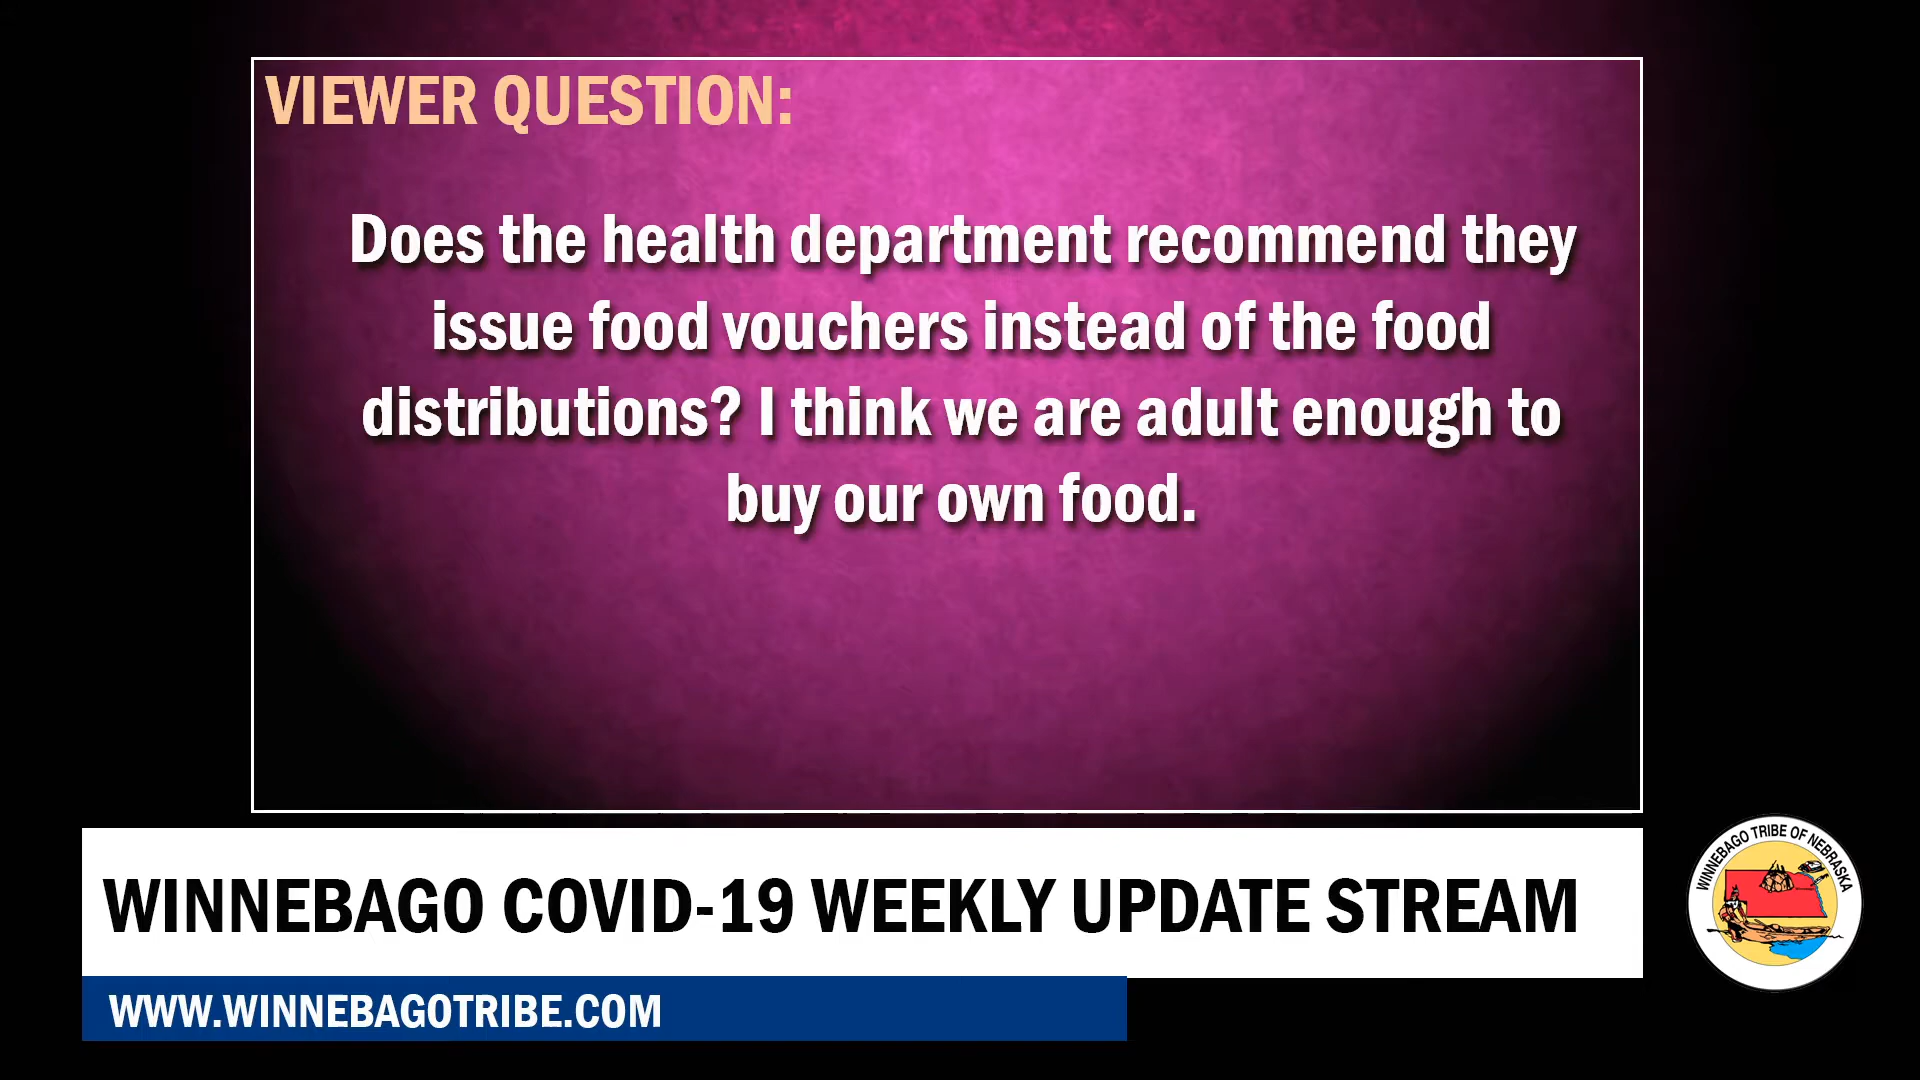 VIEWER QUESTION:
Does the health department recommend they
issue food vouchers instead of the food
distributions? I think we are adult enough to
buy our own food.
WINNEBAGO COVID-19 WEEKLY UPDATE STREAM
WINNEBAGO TRIBE OF NEBRASKA
WWW.WINNEBAGOTRIBE.COM